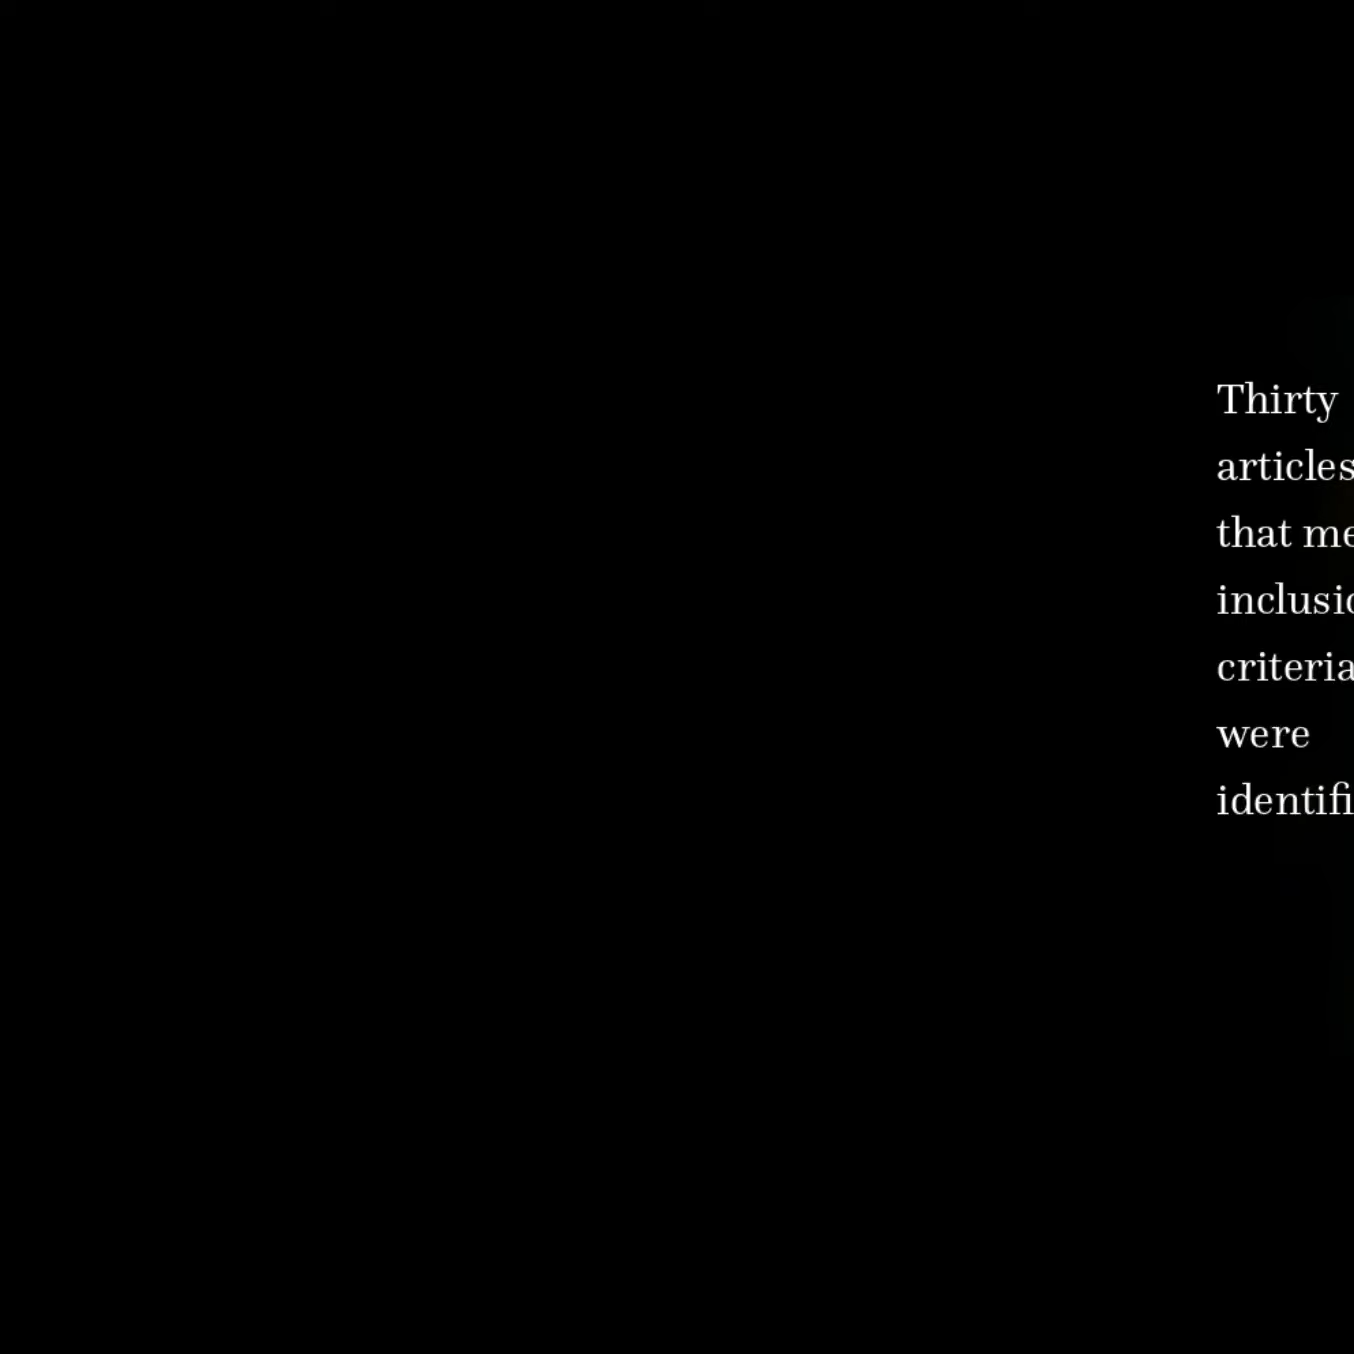 Thirty
articles
that me
inclusio
criteria
were
identifi